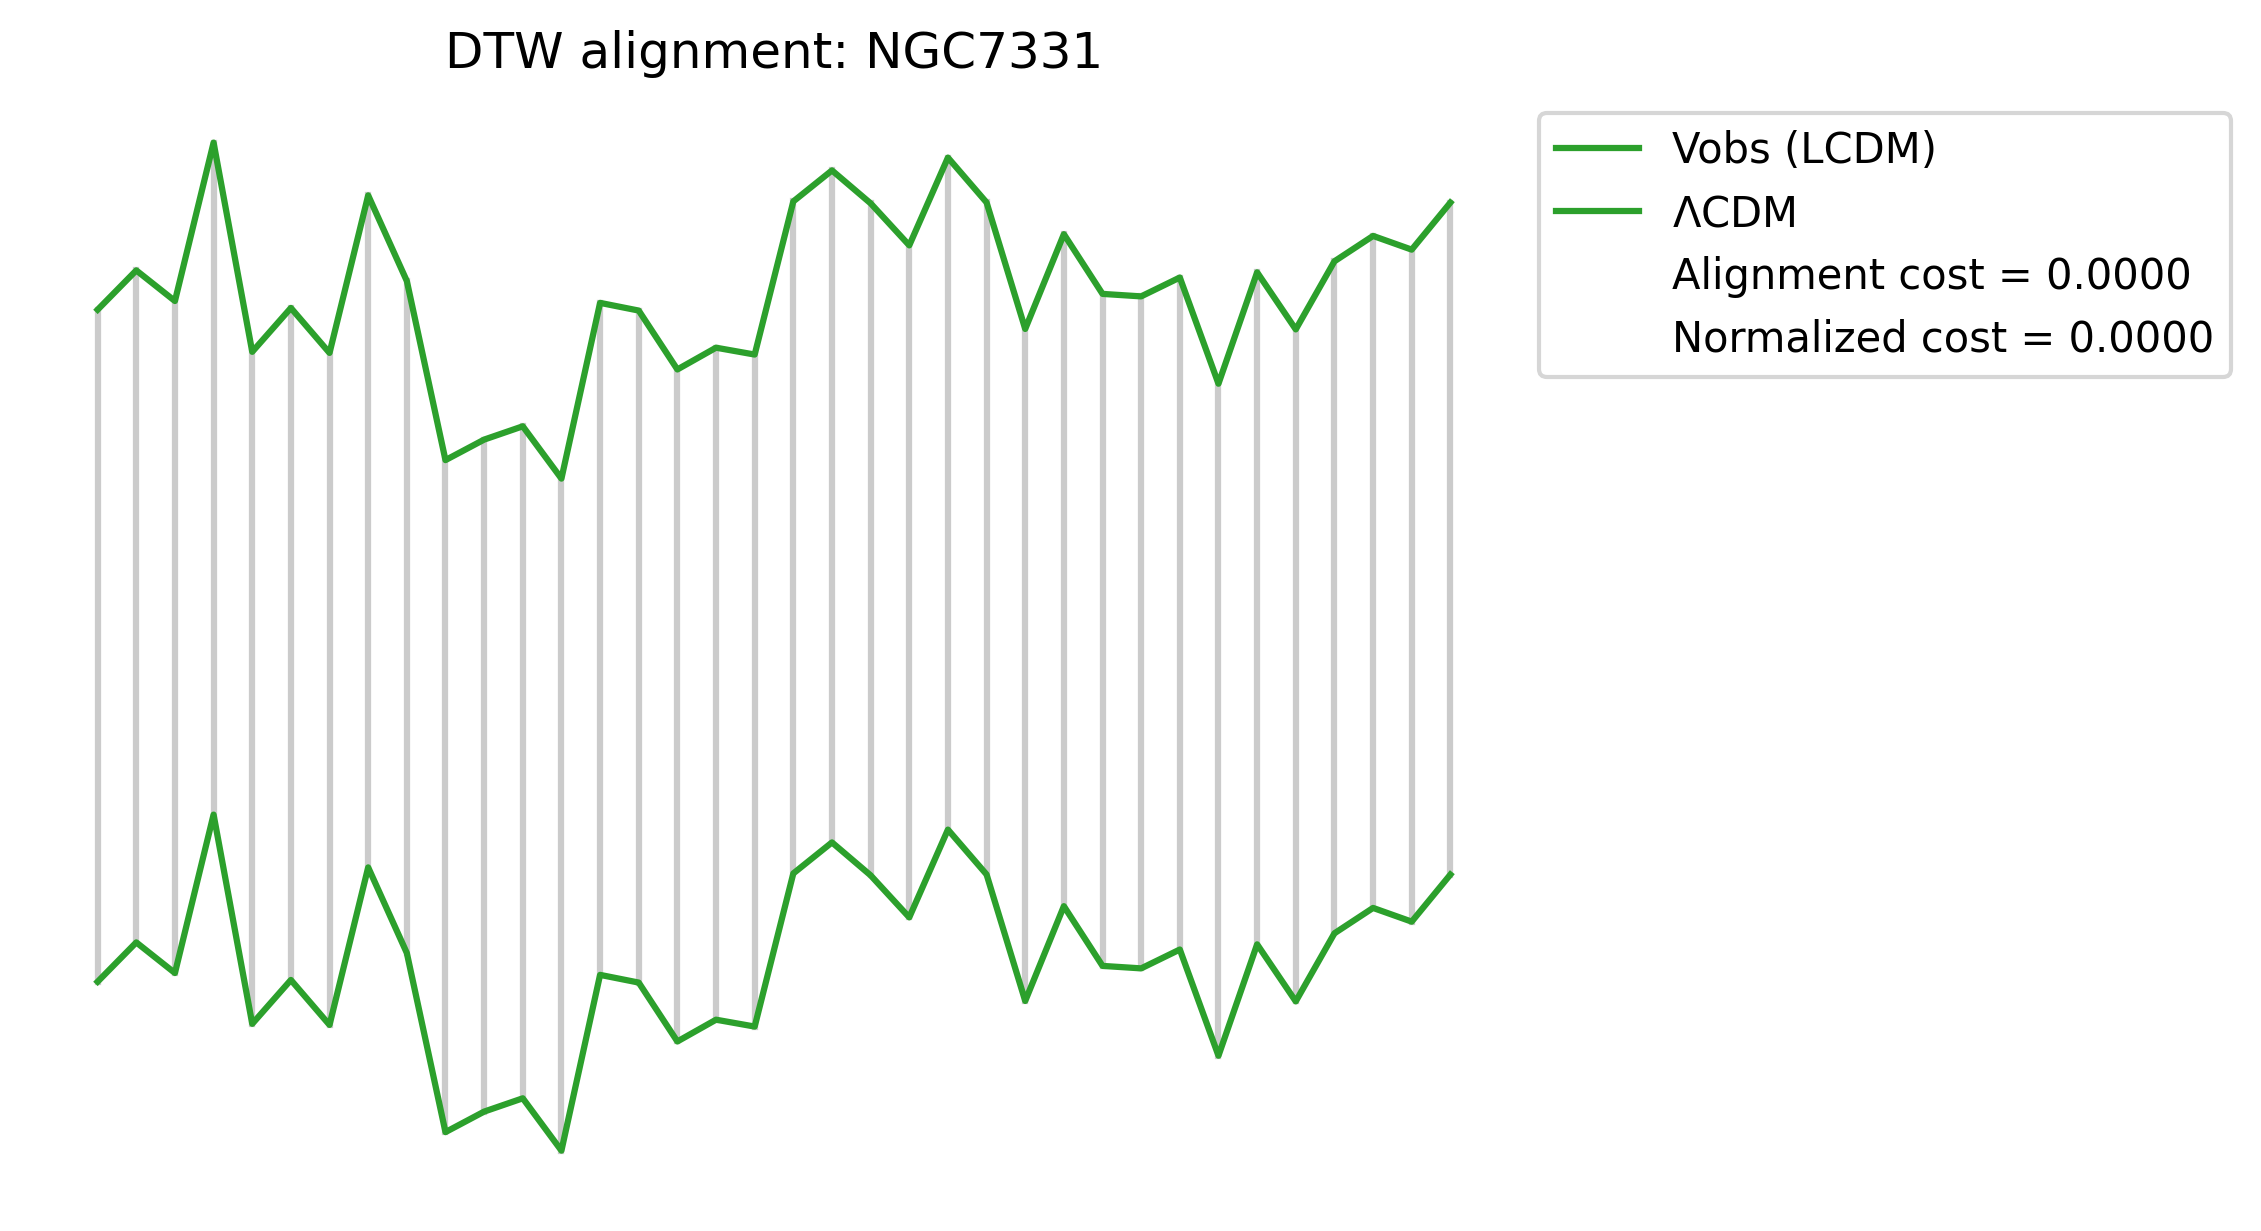 DTW alignment: NGC7331
Vobs (LCDM)
ΛCDM
Alignment cost = 0.0000
Normalized cost = 0.0000